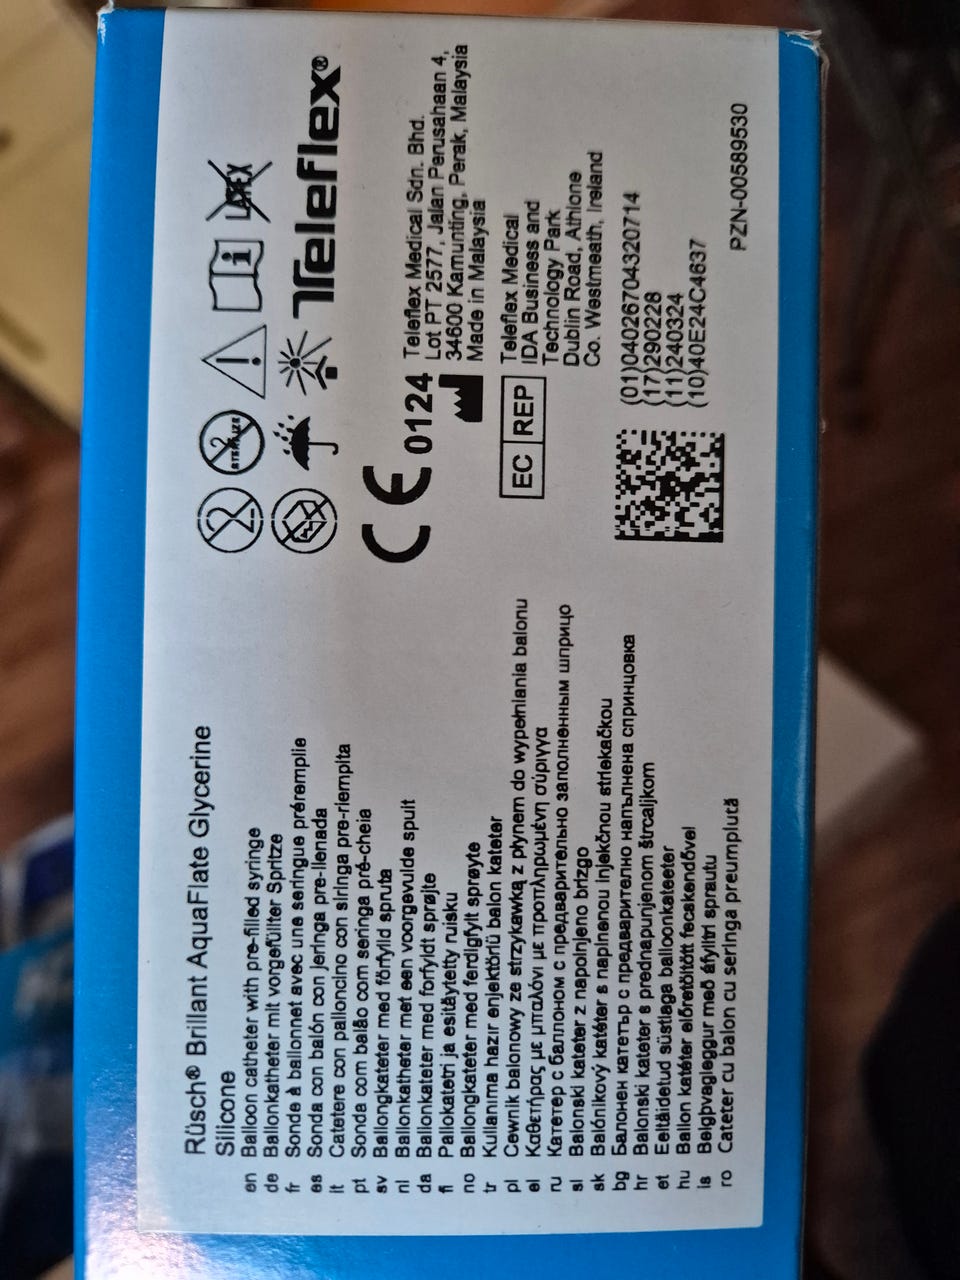 Rüsch® Brillant AquaFlate Glycerine
Silicone
en Balloon catheter with pre-filled syringe
de Ballonkatheter mit vorgefüllter Spritze
fr Sonde à ballonnet avec une seringue préremplie
es Sonda con balón con jeringa pre-llenada
it Catetere con palloncino con siringa pre-riempita
pt Sonda com balão com seringa pré-cheia
sv Ballongkateter med förfylld spruta
nl Ballonkatheter met een voorgevulde spuit
da Ballonkateter med forfyldt sprøjte
fi Pallokatetri ja esitäytetty ruisku
no Ballongkateter med ferdigfylt sprøyte
tr Kullanıma hazır enjektörlü balon kateter
pl Cewnik balonowy ze strzykawką z płynem do wypełniania balonu
el Καθετήρας με μπαλόνι με προπληρωμένη σύριγγα
ru Катетер с баллоном с предварительно заполненным шприцо
sl Balonski kateter z napolnjeno brizgo
sk Balónikový katéter s naplnenou injekčnou striekačkou
bg Балонен катетър с предварително напълнена спринцовка
hr Balonski kateter s prednapunjenom štrcaljkom
et Eeltäidetud süstlaga balloonkateeter
hu Ballon katéter előretöltött fecskendővel
is Belgþvagleggur með áfylltri sprautu
ro Cateter cu balon cu seringa preumplută
2
2
STERILIZE
LATEX
Teleflex®
CE 0124
Teleflex Medical Sdn. Bhd.
Lot PT 2577, Jalan Perusahaan 4,
34600 Kamunting, Perak, Malaysia
Made in Malaysia
EC REP
Teleflex Medical
IDA Business and
Technology Park
Dublin Road, Athlone
Co. Westmeath, Ireland
(01)04026704320714
(17)290228
(11)240324
(10)40E24C4637
PZN-00589530